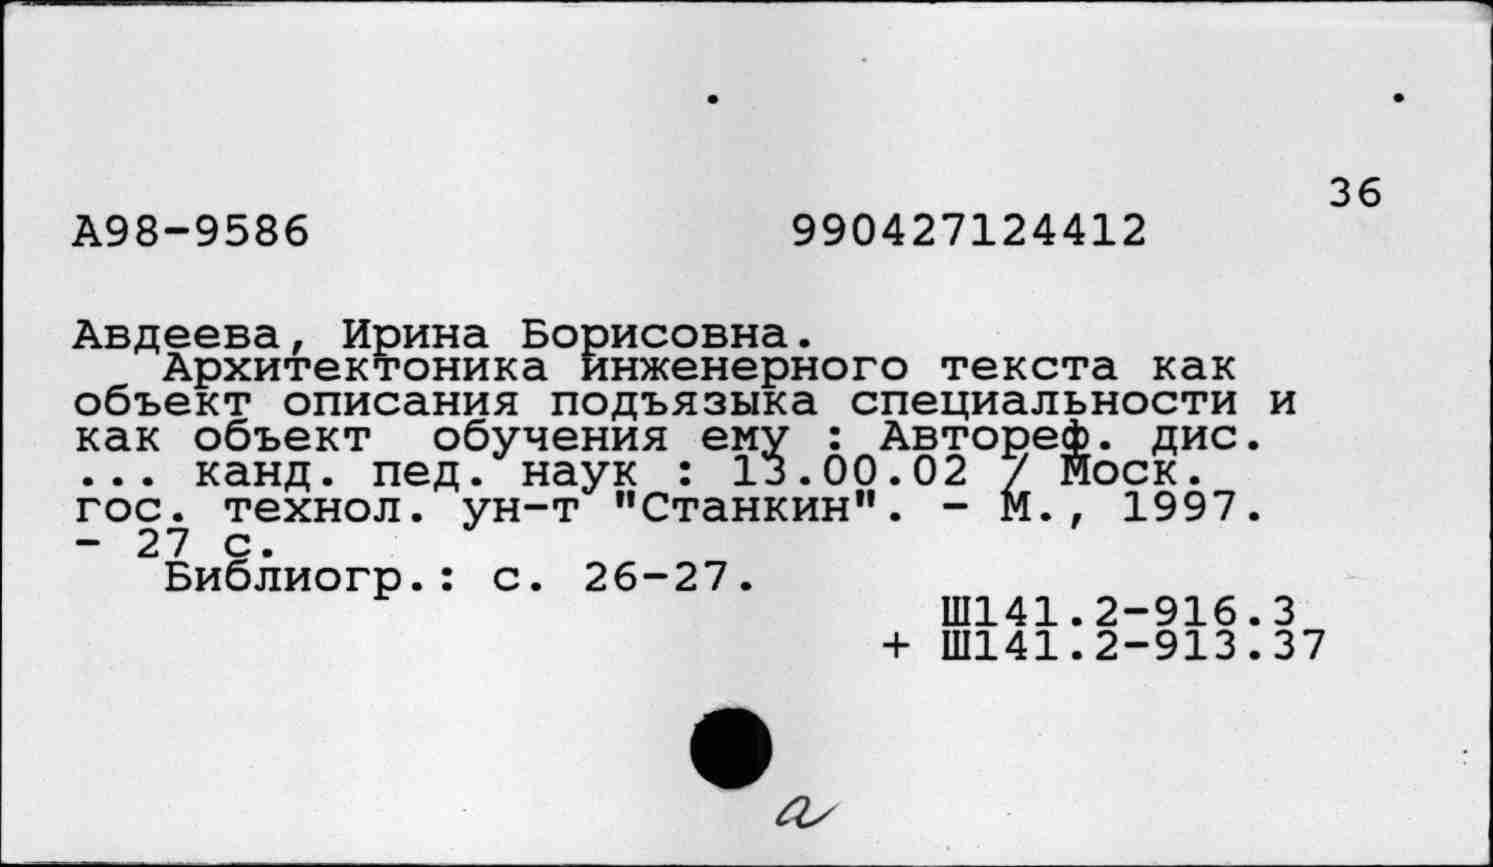 36
А98-9586 990427124412
Авдеева, Ирина Борисовна.
Архитектоника инженерного текста как
объект описания подъязыка специальности и
как объект обучения ему : Автореф. дис.
... канд. пед. наук : 13.00.02 / Моск.
гос. технол. ун-т "Станкин". - М., 1997.
- 27 с.
Библиогр.: с. 26-27.
Ш141.2-916.3
+ Ш141.2-913.37
а